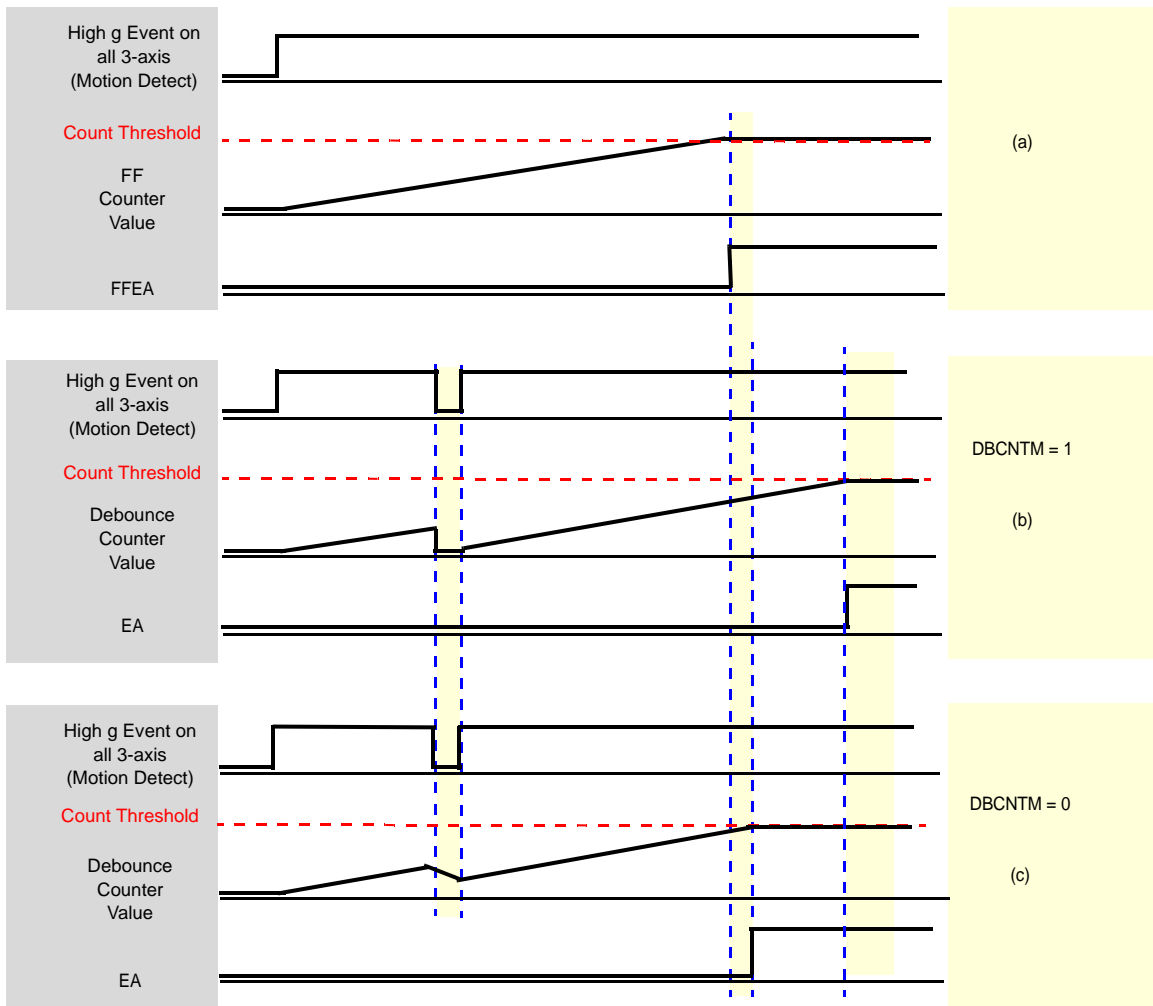 High g Event on
all 3-axis
(Motion Detect)
Count Threshold
FF
Counter
Value
FFEA
(a)
High g Event on
all 3-axis
(Motion Detect)
Count Threshold
Debounce
Counter
Value
EA
DBCNTM = 1
(b)
High g Event on
all 3-axis
(Motion Detect)
Count Threshold
Debounce
Counter
Value
EA
DBCNTM = 0
(c)